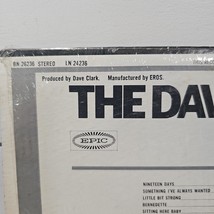 BN 26236 STEREO LN 24236
Produced by Dave Clark. Manufactured by EROS.
THE DAV
EPIC
NINETEEN DAYS
SOMETHING I'VE ALWAYS WANTED
LITTLE BIT STRONG
BERNADETTE
SITTING HERE BABY